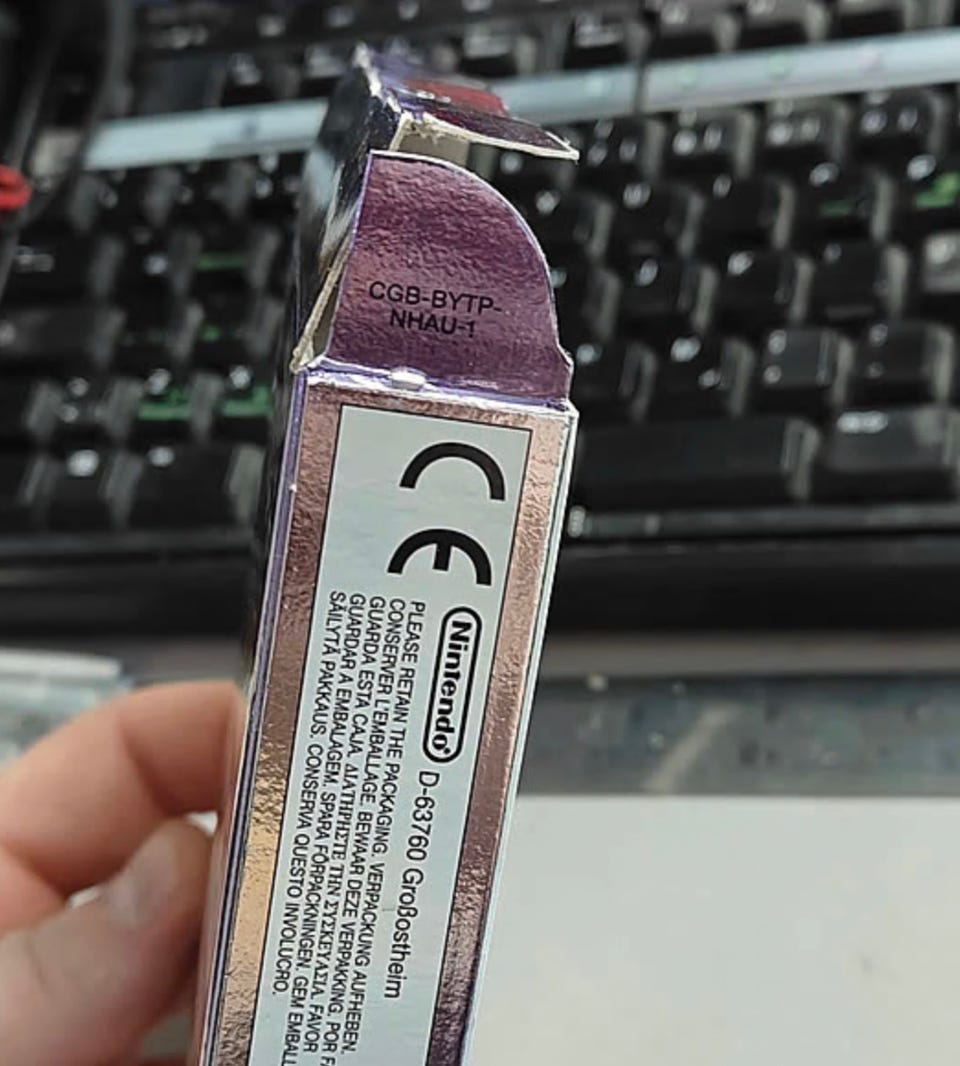 CGB-BYTP-
NHAU-1
CE
Nintendo® D-63760 Großostheim
PLEASE RETAIN THE PACKAGING. VERPACKUNG AUFHEBEN.
CONSERVER L'EMBALLAGE. BEWAAR DEZE VERPAKKING. POR
GUARDA ESTA CAJA. ΔΙΑΤΗΡΗΣΤΕ ΤΗΝ ΣΥΣΚΕΥΑΣΙΑ. FAVOR
GUARDAR A EMBALAGEM. SPARA FÖRPACKNINGEN. GEM EMBALL
SÄILYTÄ PAKKAUS. CONSERVA QUESTO INVOLUCRO.